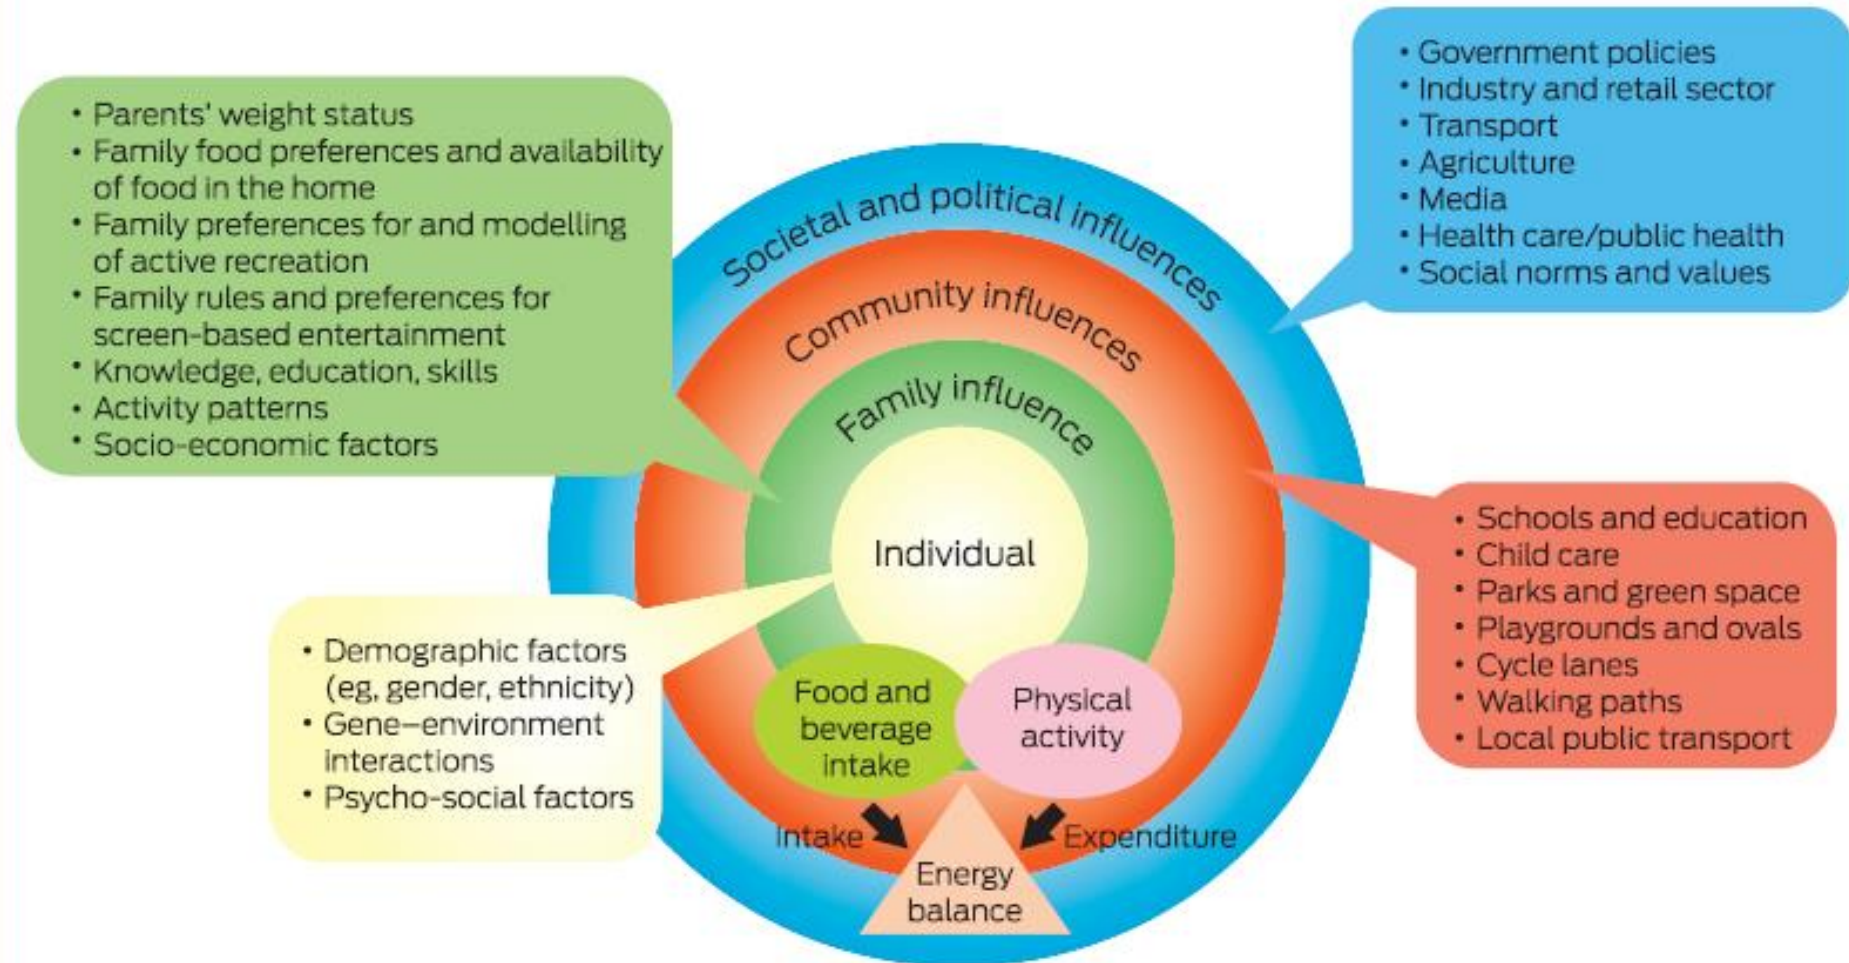 • Parents' weight status
• Family food preferences and availability
of food in the home
• Family preferences for and modelling
of active recreation
• Family rules and preferences for
screen-based entertainment
• Knowledge, education, skills
• Activity patterns
• Socio-economic factors
• Government policies
• Industry and retail sector
• Transport
• Agriculture
• Media
• Health care/public health
• Social norms and values
Societal and political influences
Community influences
Family influence
Individual
• Schools and education
• Child care
• Parks and green space
• Playgrounds and ovals
• Cycle lanes
• Walking paths
• Local public transport
• Demographic factors
(eg, gender, ethnicity)
• Gene–environment
interactions
• Psycho-social factors
Food and
beverage
intake
Physical
activity
Intake
Expenditure
Energy
balance